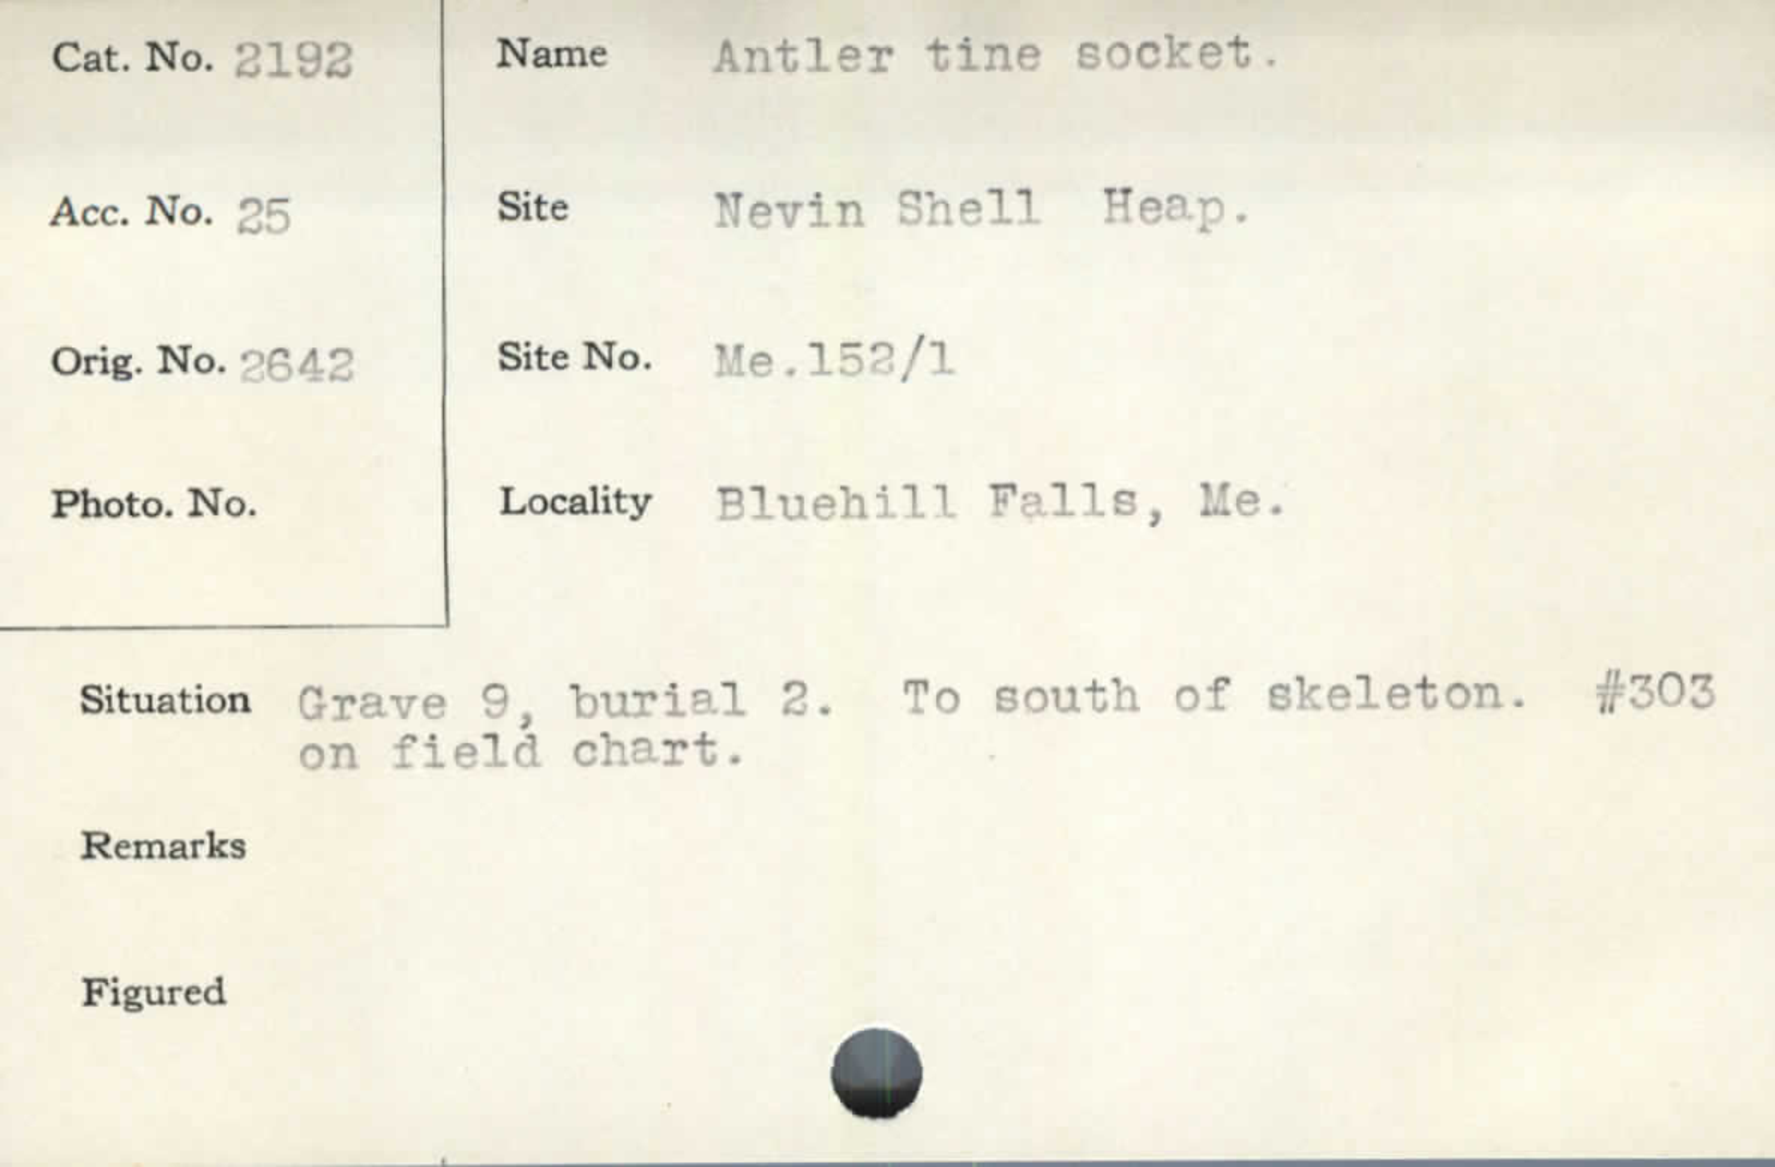 Cat. No. 2192
Name Antler tine socket.
Acc. No. 25
Site Nevin Shell Heap.
Orig. No. 2642
Site No. Me.152/1
Photo. No.
Locality Bluehill Falls, Me.
Situation Grave 9, burial 2. To south of skeleton. #303
on field chart.
Remarks
Figured